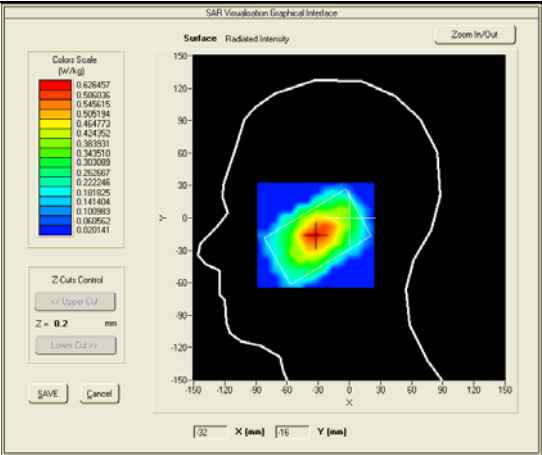 SAR Visualisation Graphical Interface
Surface Radiated Intensity
Zoom In/Out
Colors Scale
(W/kg)
0.626457
0.586036
0.545615
0.505194
0.464773
0.424352
0.383931
0.343510
0.303089
0.262667
0.222246
0.181825
0.141404
0.100983
0.060562
0.020141
Z-Cuts Control
<< Upper Cut
Z = 0.2 mm
Lower Cut >>
SAVE Cancel
150-
120-
90-
60-
30-
0-
-30-
-60-
-90-
-120-
-150-
Y
-150 -120 -90 -60 -30 0 30 60 90 120 150
X
-32 X (mm) -16 Y (mm)